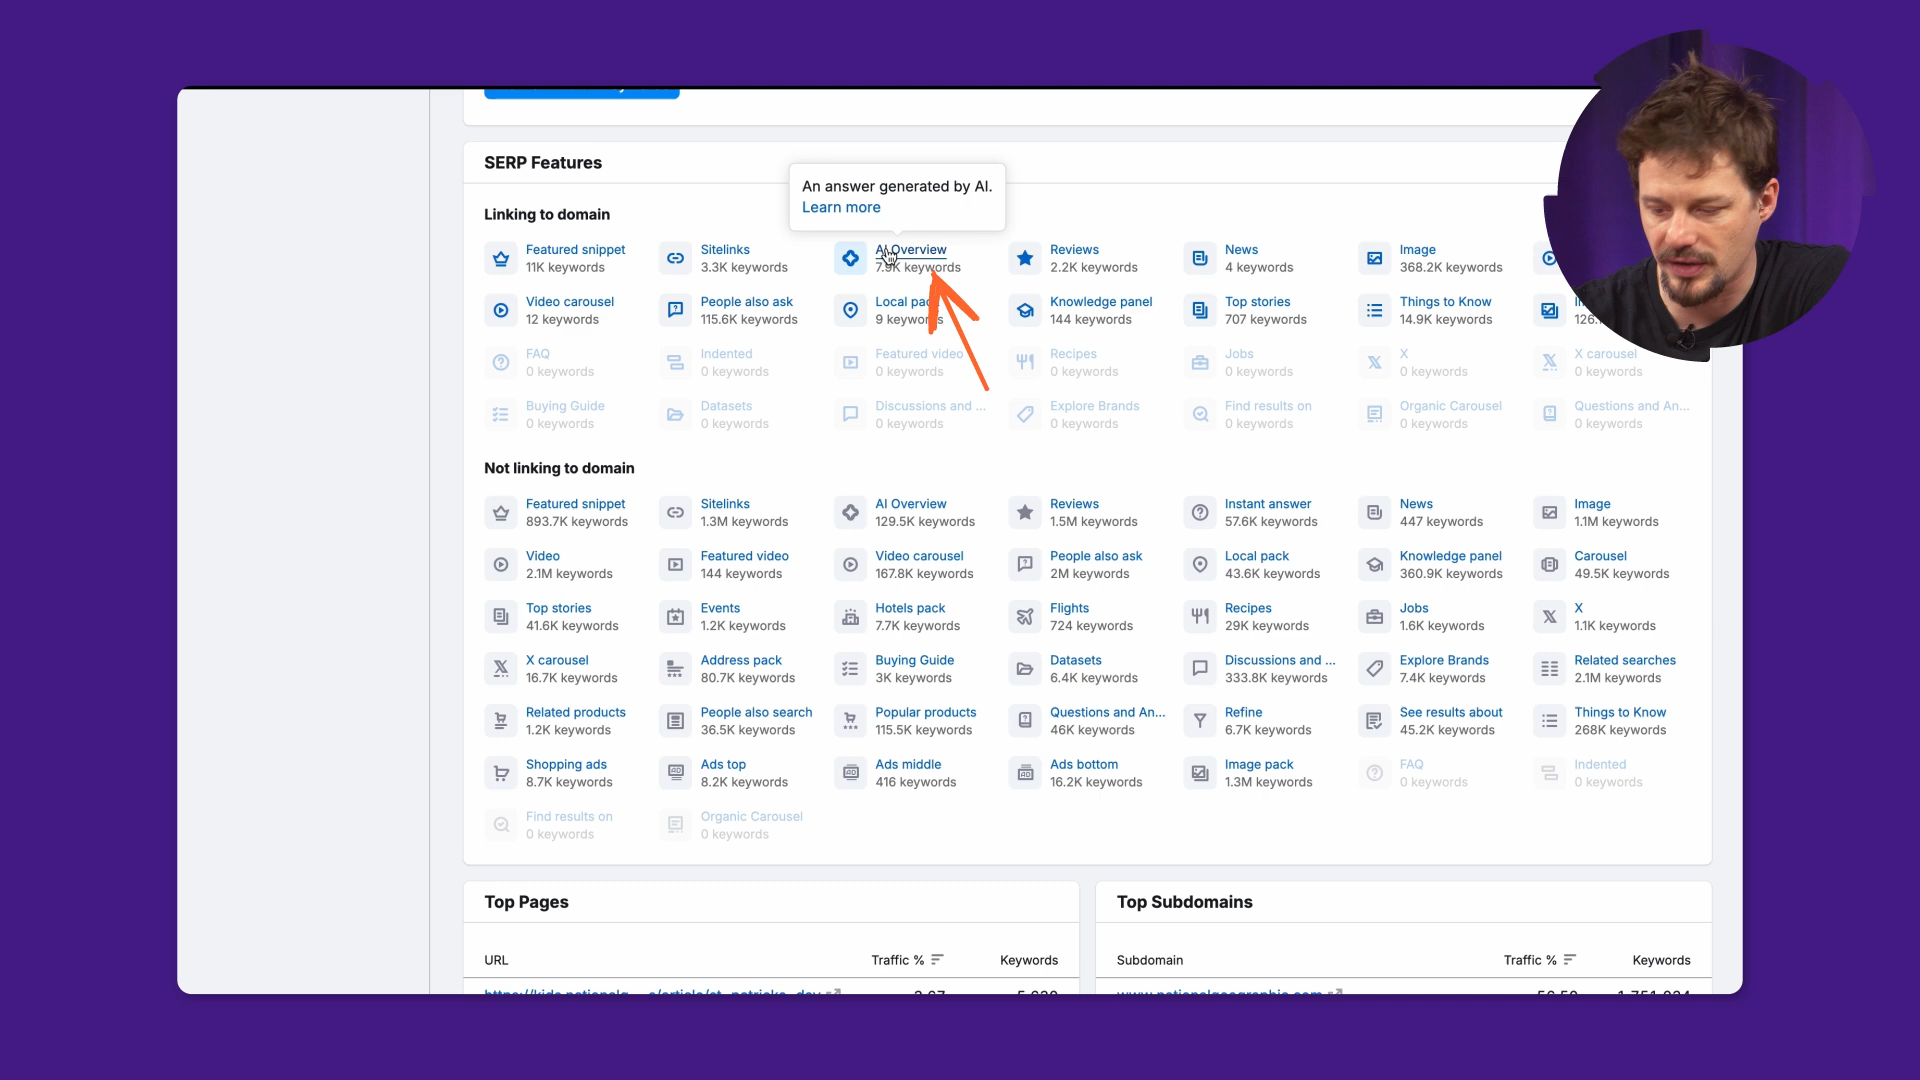 SERP Features
An answer generated by AI.
Learn more
Linking to domain
Featured snippet
11K keywords
Sitelinks
3.3K keywords
AI Overview
7.9K keywords
Reviews
2.2K keywords
News
4 keywords
Image
368.2K keywords
Video carousel
12 keywords
People also ask
115.6K keywords
Local pack
9 keywords
Knowledge panel
144 keywords
Top stories
707 keywords
Things to Know
14.9K keywords
FAQ
0 keywords
Indented
0 keywords
Featured video
0 keywords
Recipes
0 keywords
Jobs
0 keywords
X
0 keywords
X carousel
0 keywords
Buying Guide
0 keywords
Datasets
0 keywords
Discussions and ...
0 keywords
Explore Brands
0 keywords
Find results on
0 keywords
Organic Carousel
0 keywords
Questions and An...
0 keywords
Not linking to domain
Featured snippet
893.7K keywords
Sitelinks
1.3M keywords
AI Overview
129.5K keywords
Reviews
1.5M keywords
Instant answer
57.6K keywords
News
447 keywords
Image
1.1M keywords
Video
2.1M keywords
Featured video
144 keywords
Video carousel
167.8K keywords
People also ask
2M keywords
Local pack
43.6K keywords
Knowledge panel
360.9K keywords
Carousel
49.5K keywords
Top stories
41.6K keywords
Events
1.2K keywords
Hotels pack
7.7K keywords
Flights
724 keywords
Recipes
29K keywords
Jobs
1.6K keywords
X
1.1K keywords
X carousel
16.7K keywords
Address pack
80.7K keywords
Buying Guide
3K keywords
Datasets
6.4K keywords
Discussions and ...
333.8K keywords
Explore Brands
7.4K keywords
Related searches
2.1M keywords
Related products
1.2K keywords
People also search
36.5K keywords
Popular products
115.5K keywords
Questions and An...
46K keywords
Refine
6.7K keywords
See results about
45.2K keywords
Things to Know
268K keywords
Shopping ads
8.7K keywords
Ads top
8.2K keywords
Ads middle
416 keywords
Ads bottom
16.2K keywords
Image pack
1.3M keywords
FAQ
0 keywords
Indented
0 keywords
Find results on
0 keywords
Organic Carousel
0 keywords
Top Pages
URL
Traffic %
Keywords
Top Subdomains
Subdomain
Traffic %
Keywords